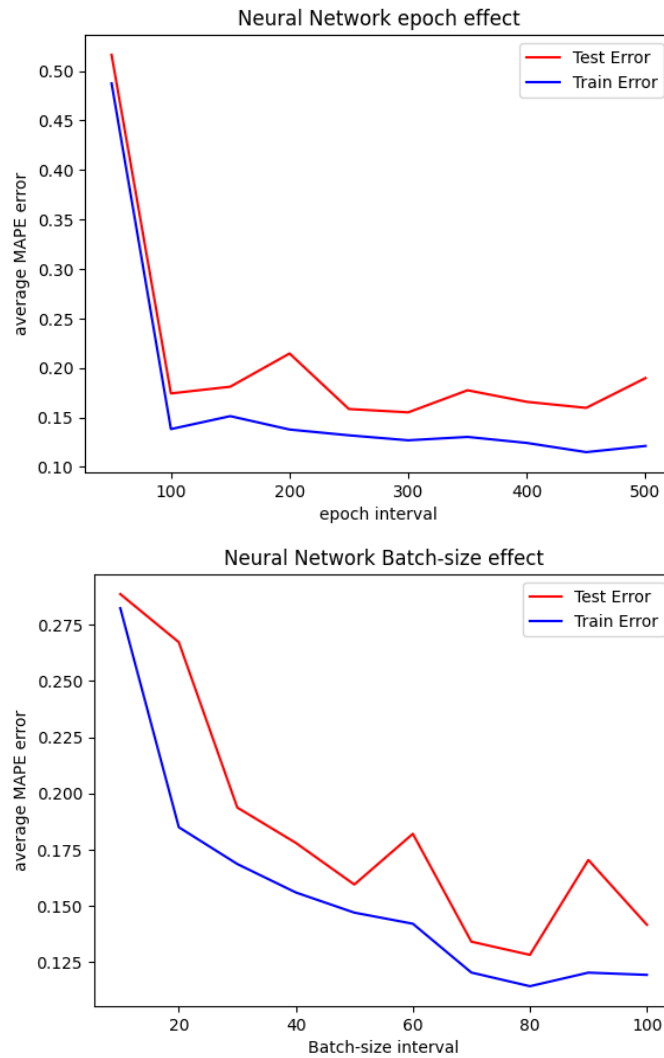 Neural Network epoch effect
Test Error
Train Error
0.50
0.45
0.40
0.35
0.30
0.25
0.20
0.15
0.10
average MAPE error
100 200 300 400 500
epoch interval
Neural Network Batch-size effect
Test Error
Train Error
0.275
0.250
0.225
0.200
0.175
0.150
0.125
average MAPE error
20 40 60 80 100
Batch-size interval